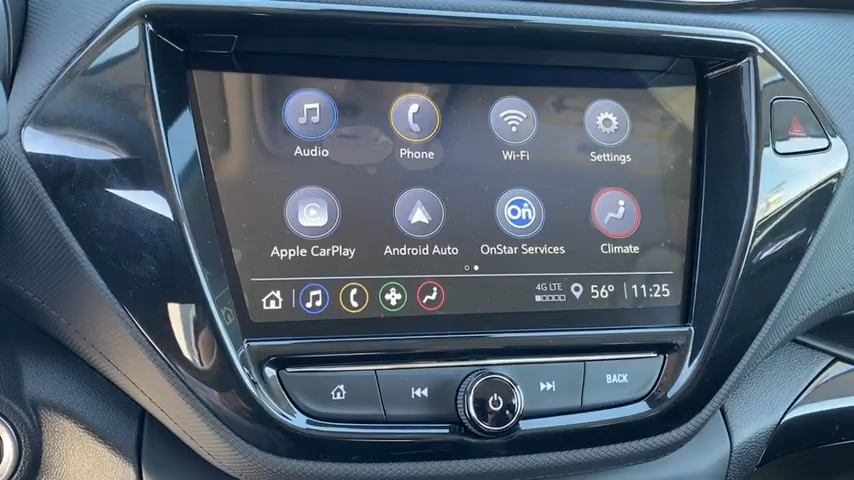 Audio Phone Wi-Fi Settings
Apple CarPlay Android Auto OnStar Services Climate
4G LTE 56° 11:25
BACK